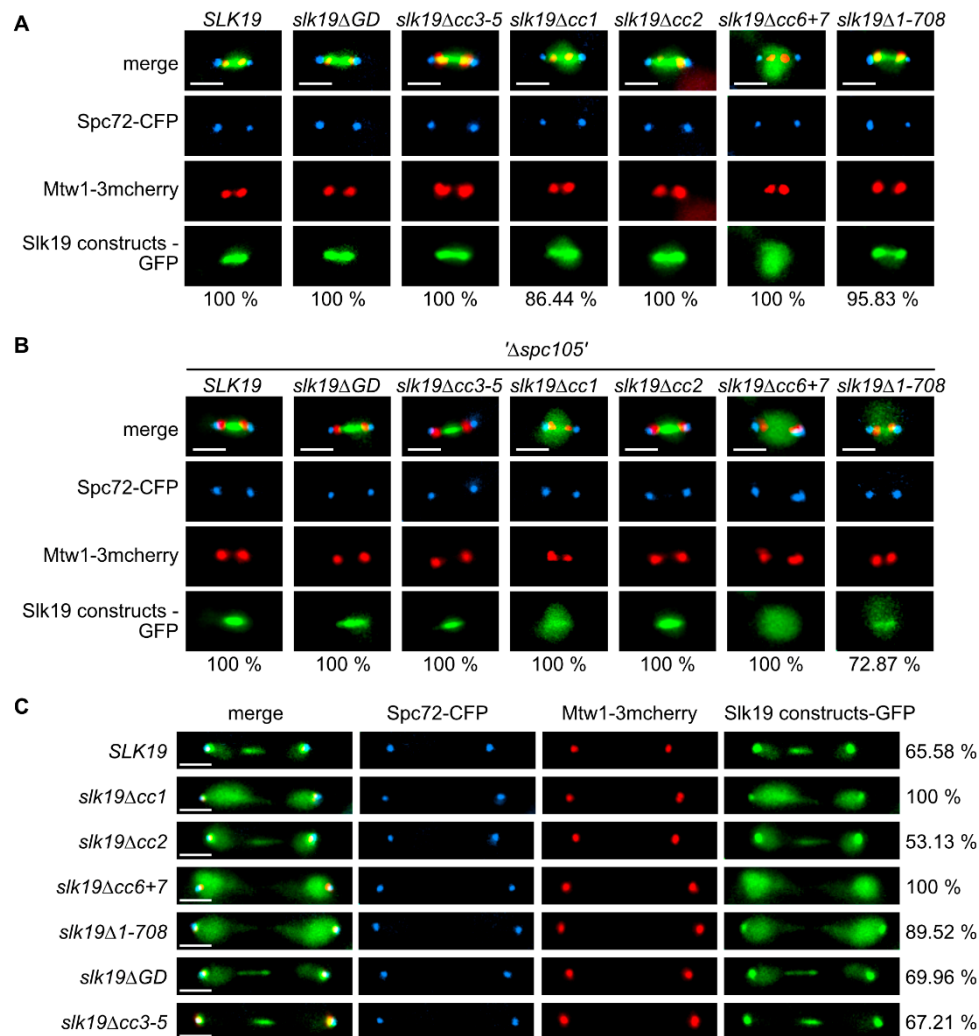 A
SLK19 slk19ΔGD slk19Δcc3-5 slk19Δcc1 slk19Δcc2 slk19Δcc6+7 slk19Δ1-708
merge
Spc72-CFP
Mtw1-3mcherry
Slk19 constructs -
GFP
100 % 100 % 100 % 86.44 % 100 % 100 % 95.83 %
B
'Δspc105'
SLK19 slk19ΔGD slk19Δcc3-5 slk19Δcc1 slk19Δcc2 slk19Δcc6+7 slk19Δ1-708
merge
Spc72-CFP
Mtw1-3mcherry
Slk19 constructs -
GFP
100 % 100 % 100 % 100 % 100 % 100 % 72.87 %
C
merge Spc72-CFP Mtw1-3mcherry Slk19 constructs-GFP
SLK19 65.58 %
slk19Δcc1 100 %
slk19Δcc2 53.13 %
slk19Δcc6+7 100 %
slk19Δ1-708 89.52 %
slk19ΔGD 69.96 %
slk19Δcc3-5 67.21 %